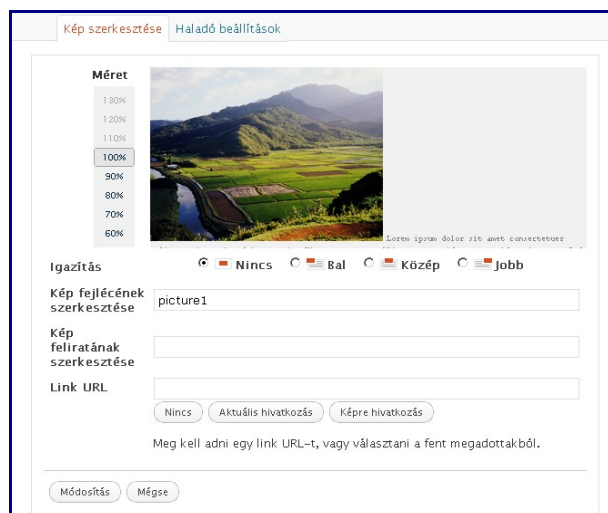 Kép szerkesztése Haladó beállítások
Méret
130%
120%
110%
100%
90%
80%
70%
60%
Lorem ipsum dolor sit amet consertetuer
Igazítás Nincs Bal Közép Jobb
Kép fejlécének
szerkesztése
picture1
Kép
feliratának
szerkesztése
Link URL
Nincs Aktuális hivatkozás Képre hivatkozás
Meg kell adni egy link URL-t, vagy választani a fent megadottakból.
Módosítás Mégse